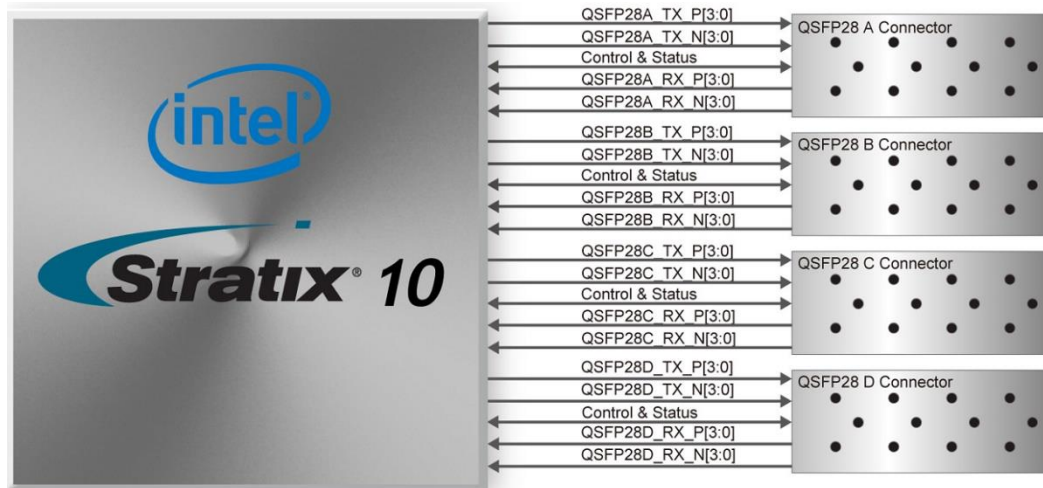 intel®
Stratix® 10
QSFP28A_TX_P[3:0]
QSFP28A_TX_N[3:0]
Control & Status
QSFP28A_RX_P[3:0]
QSFP28A_RX_N[3:0]
QSFP28 A Connector
QSFP28B_TX_P[3:0]
QSFP28B_TX_N[3:0]
Control & Status
QSFP28B_RX_P[3:0]
QSFP28B_RX_N[3:0]
QSFP28 B Connector
QSFP28C_TX_P[3:0]
QSFP28C_TX_N[3:0]
Control & Status
QSFP28C_RX_P[3:0]
QSFP28C_RX_N[3:0]
QSFP28 C Connector
QSFP28D_TX_P[3:0]
QSFP28D_TX_N[3:0]
Control & Status
QSFP28D_RX_P[3:0]
QSFP28D_RX_N[3:0]
QSFP28 D Connector